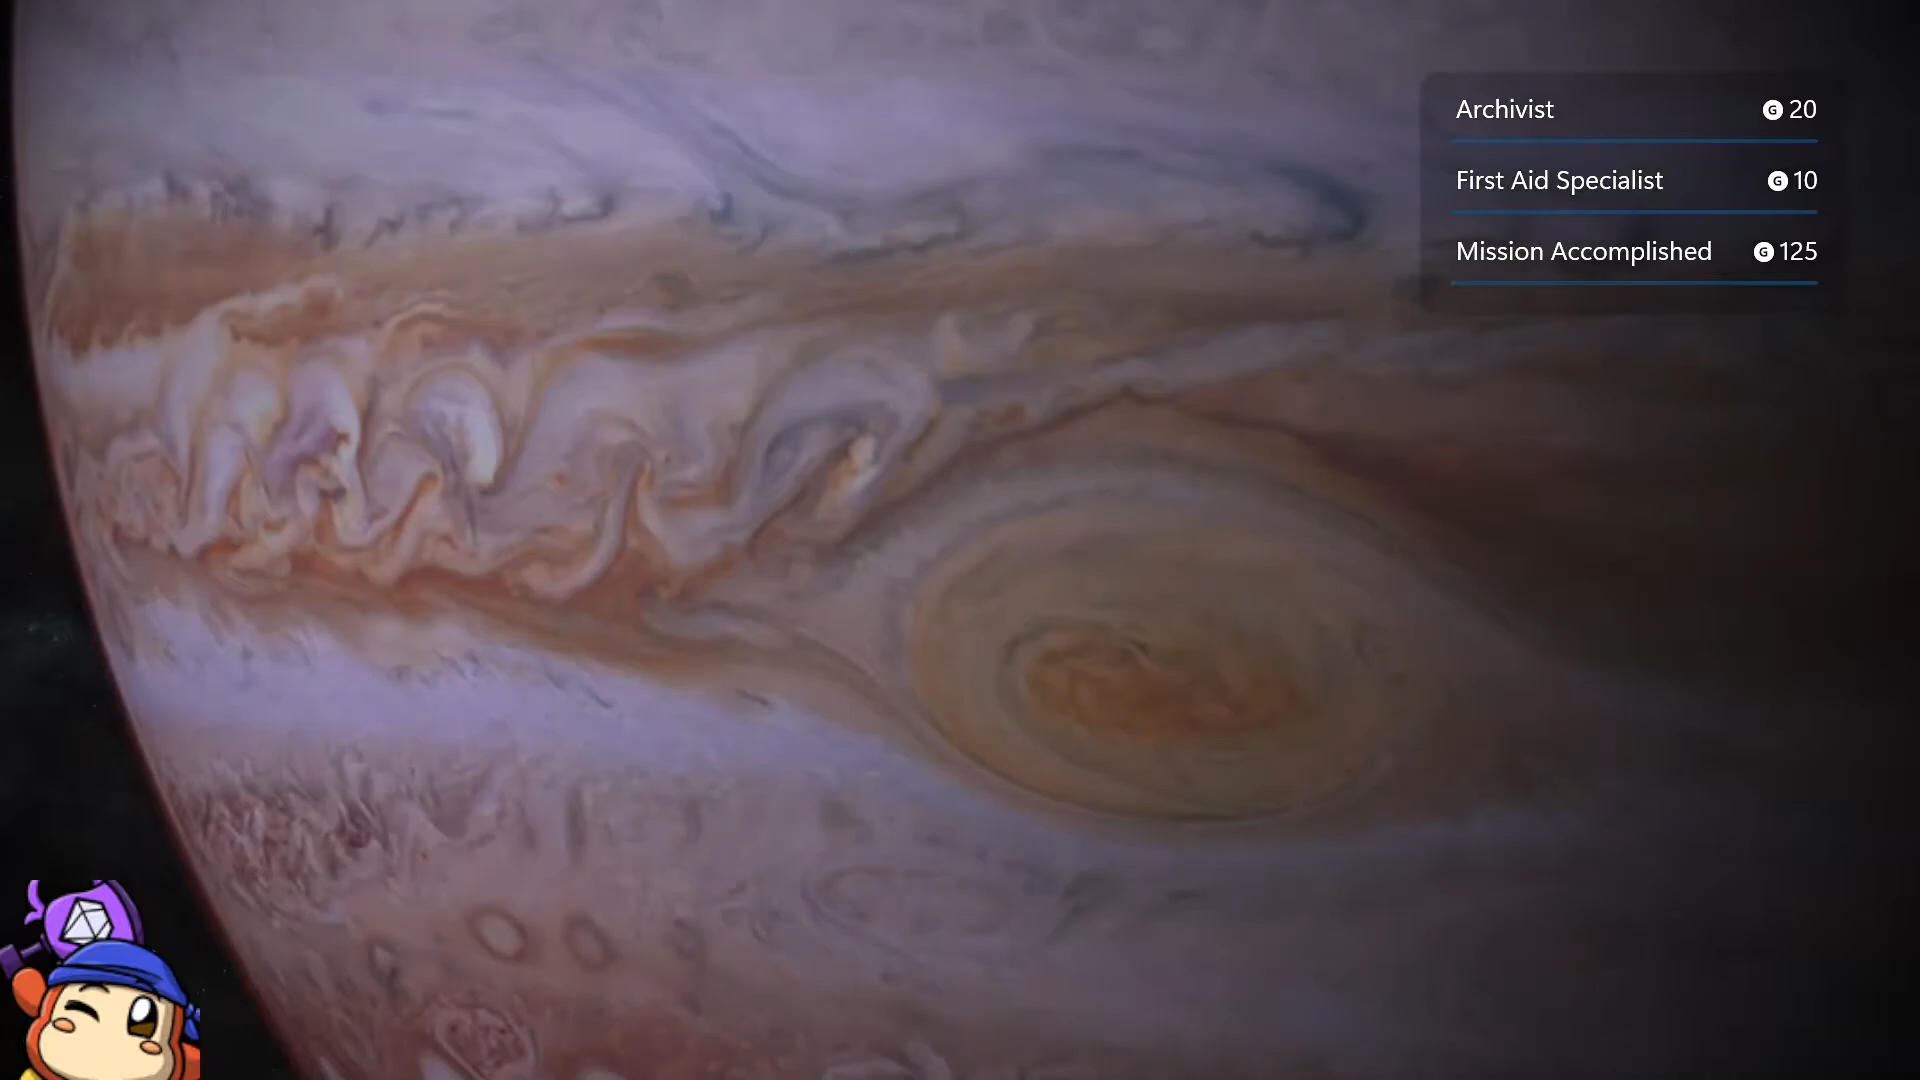 Archivist G 20
First Aid Specialist G 10
Mission Accomplished G 125